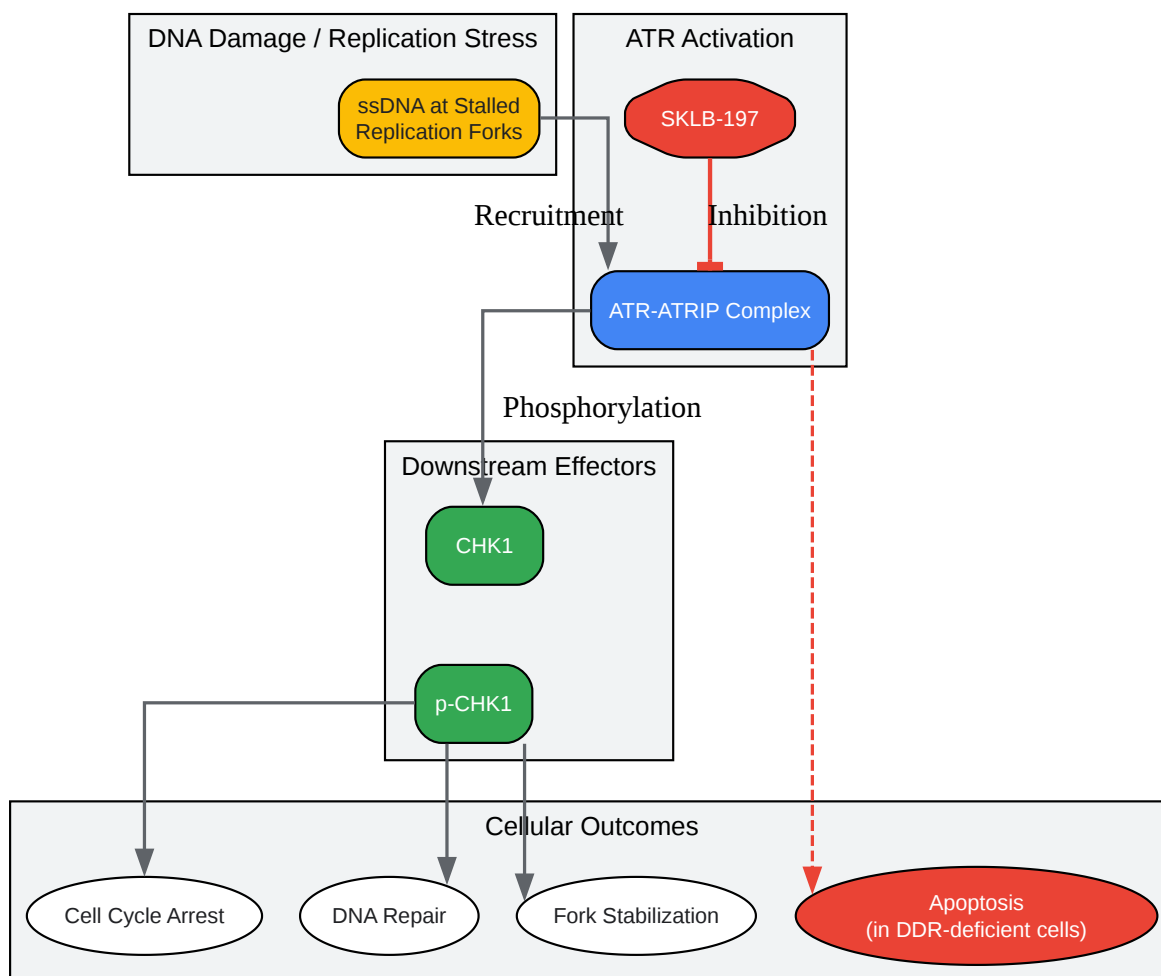 DNA Damage / Replication Stress
ATR Activation
ssDNA at Stalled
Replication Forks
SKLB-197
Recruitment
Inhibition
ATR-ATRIP Complex
Phosphorylation
Downstream Effectors
CHK1
p-CHK1
Cellular Outcomes
Cell Cycle Arrest
DNA Repair
Fork Stabilization
Apoptosis
(in DDR-deficient cells)